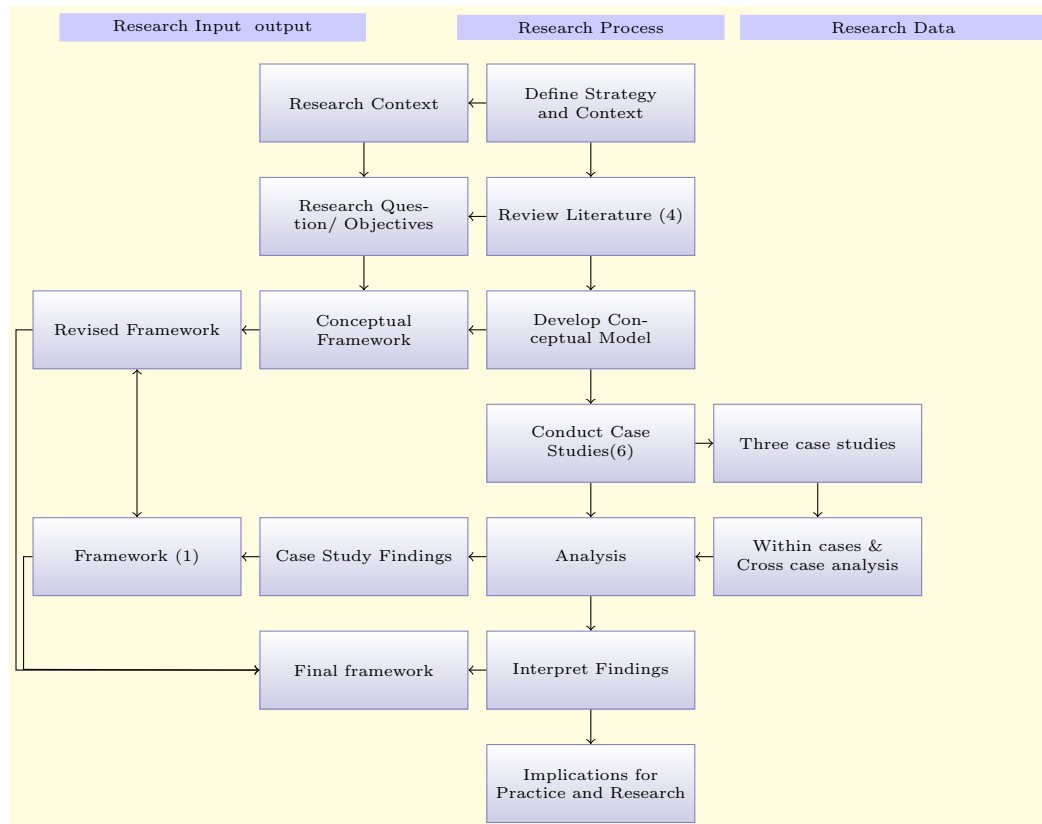 Research Input  output
Research Process
Research Data
Research Context
Define Strategy
and Context
Research Ques-
tion/ Objectives
Review Literature (4)
Revised Framework
Conceptual
Framework
Develop Con-
ceptual Model
Conduct Case
Studies(6)
Three case studies
Framework (1)
Case Study Findings
Analysis
Within cases &
Cross case analysis
Final framework
Interpret Findings
Implications for
Practice and Research